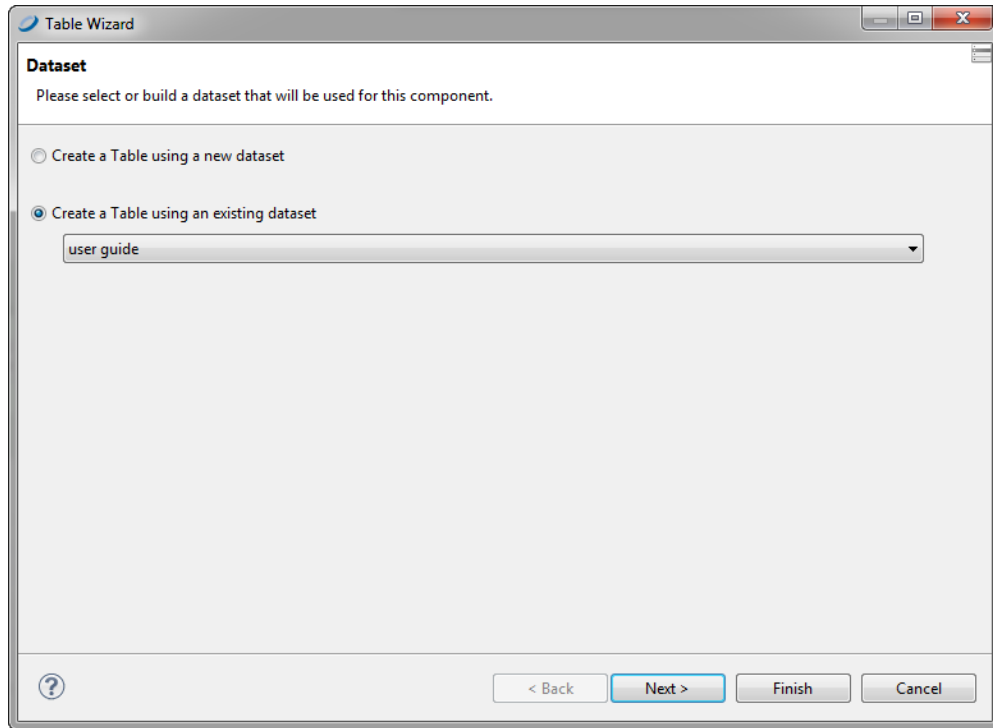 Table Wizard
Dataset
Please select or build a dataset that will be used for this component.
Create a Table using a new dataset
Create a Table using an existing dataset
user guide
?
< Back Next > Finish Cancel